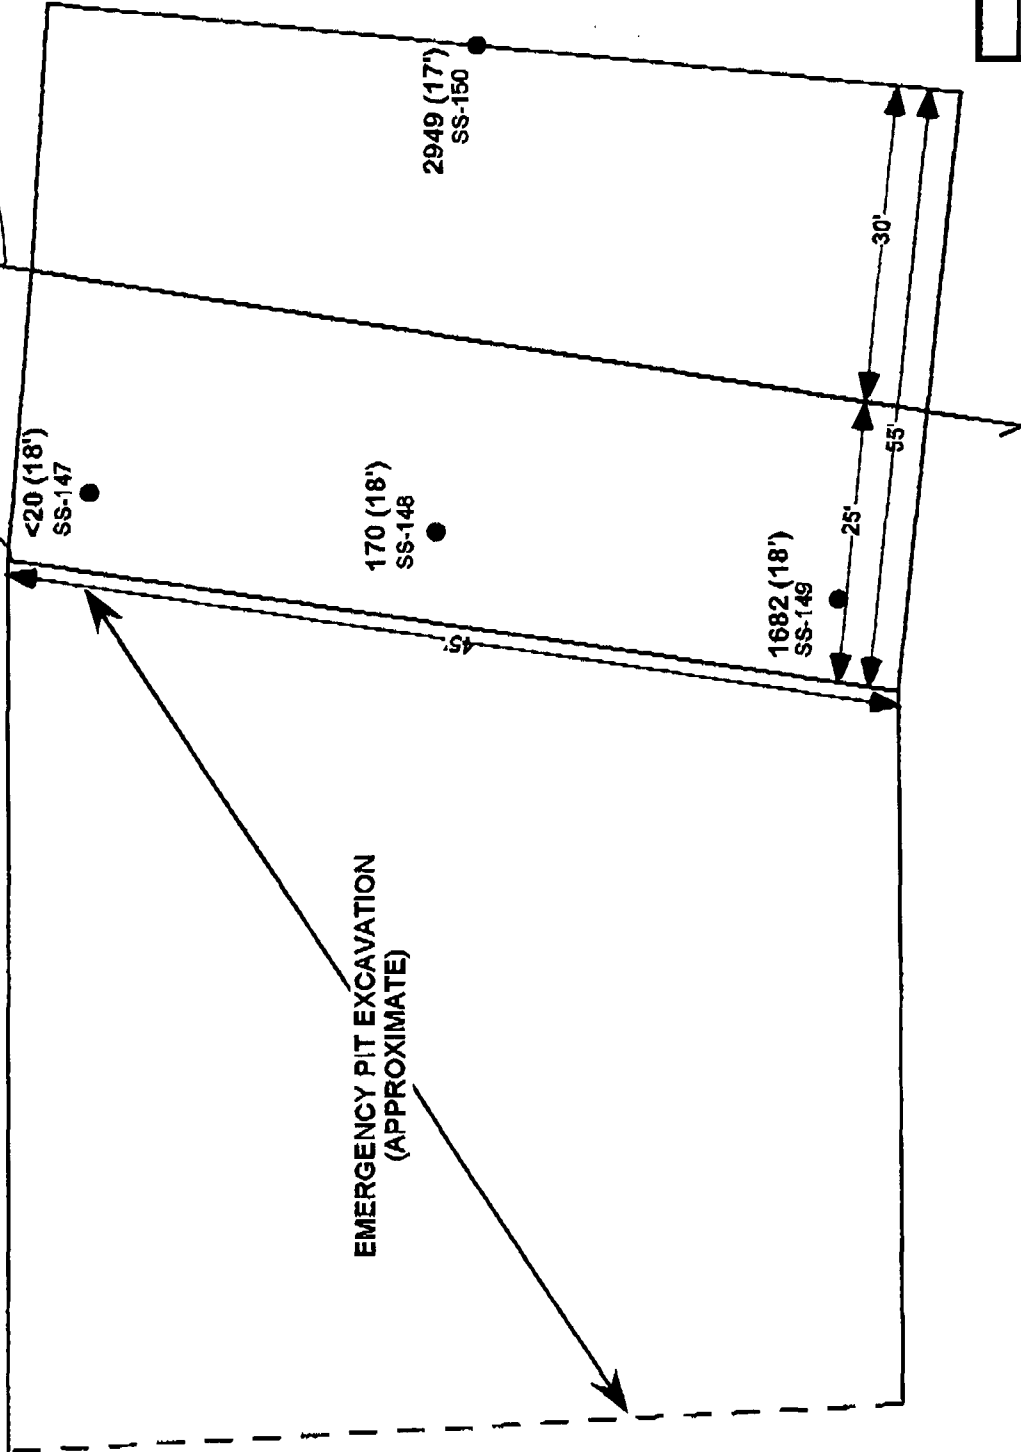 2949 (17')
SS-150
<20 (18')
SS-147
170 (18')
SS-148
1682 (18')
SS-149
30'
25'
55'
45'
EMERGENCY PIT EXCAVATION
(APPROXIMATE)